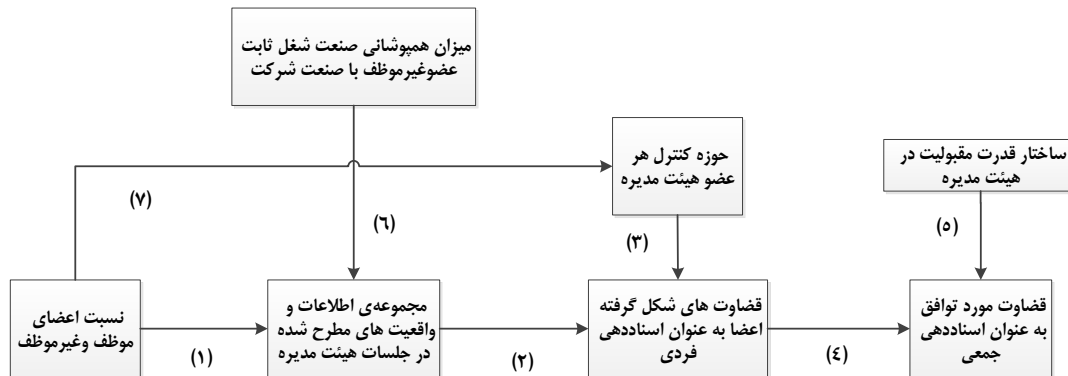 میزان همپوشانی صنعت شغل ثابت
عضوغیرموظف با صنعت شرکت
حوزه کنترل هر
عضو هیئت مدیره
ساختار قدرت مقبولیت در
هیئت مدیره
(۷)
(۶)
(۳)
(۵)
نسبت اعضای
موظف وغیرموظف
(۱)
مجموعه‌ی اطلاعات و
واقعیت های مطرح شده
در جلسات هیئت مدیره
(۲)
قضاوت های شکل گرفته
اعضا به عنوان اسناددهی
فردی
(۴)
قضاوت مورد توافق
به عنوان اسناددهی
جمعی